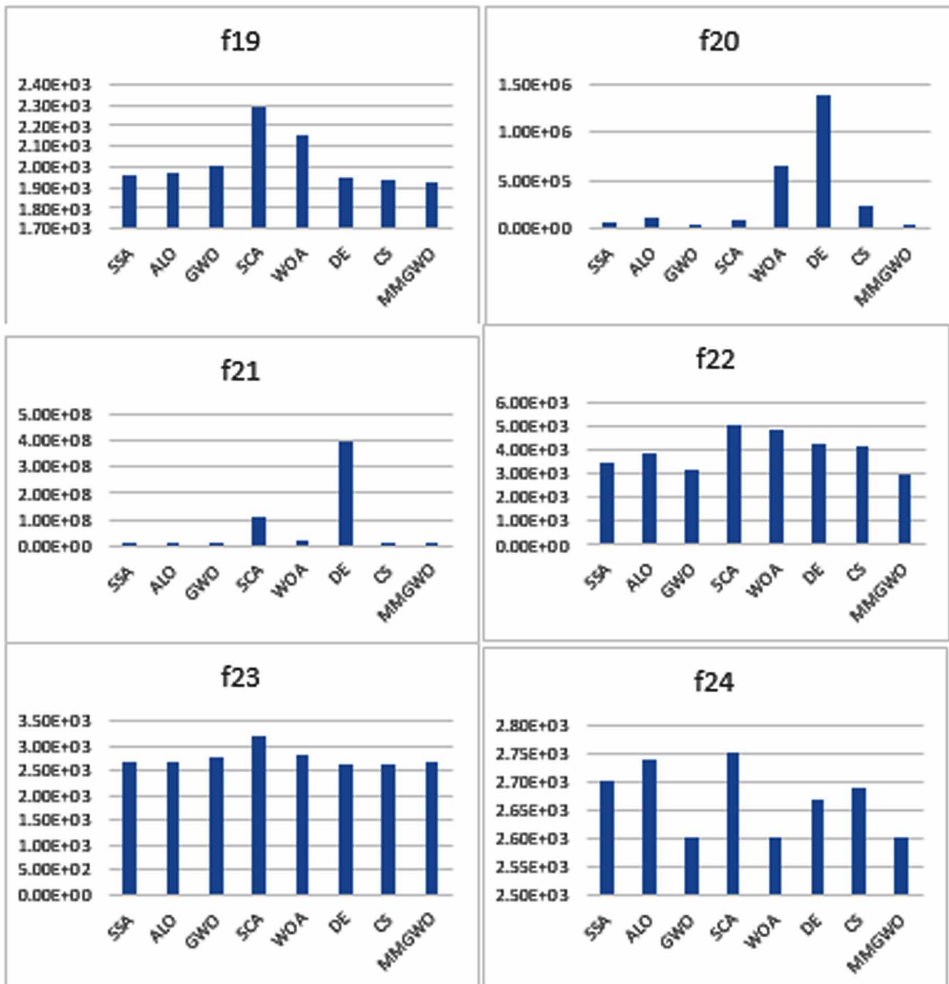 f19
2.40E+03
2.30E+03
2.20E+03
2.10E+03
2.00E+03
1.90E+03
1.80E+03
1.70E+03
SSA ALO GWO SCA WOA DE CS MMGWO
f20
1.50E+06
1.00E+06
5.00E+05
0.00E+00
SSA ALO GWO SCA WOA DE CS MMGWO
f21
5.00E+08
4.00E+08
3.00E+08
2.00E+08
1.00E+08
0.00E+00
SSA ALO GWO SCA WOA DE CS MMGWO
f22
6.00E+03
5.00E+03
4.00E+03
3.00E+03
2.00E+03
1.00E+03
0.00E+00
SSA ALO GWO SCA WOA DE CS MMGWO
f23
3.50E+03
3.00E+03
2.50E+03
2.00E+03
1.50E+03
1.00E+03
5.00E+02
0.00E+00
SSA ALO GWO SCA WOA DE CS MMGWO
f24
2.80E+03
2.75E+03
2.70E+03
2.65E+03
2.60E+03
2.55E+03
2.50E+03
SSA ALO GWO SCA WOA DE CS MMGWO